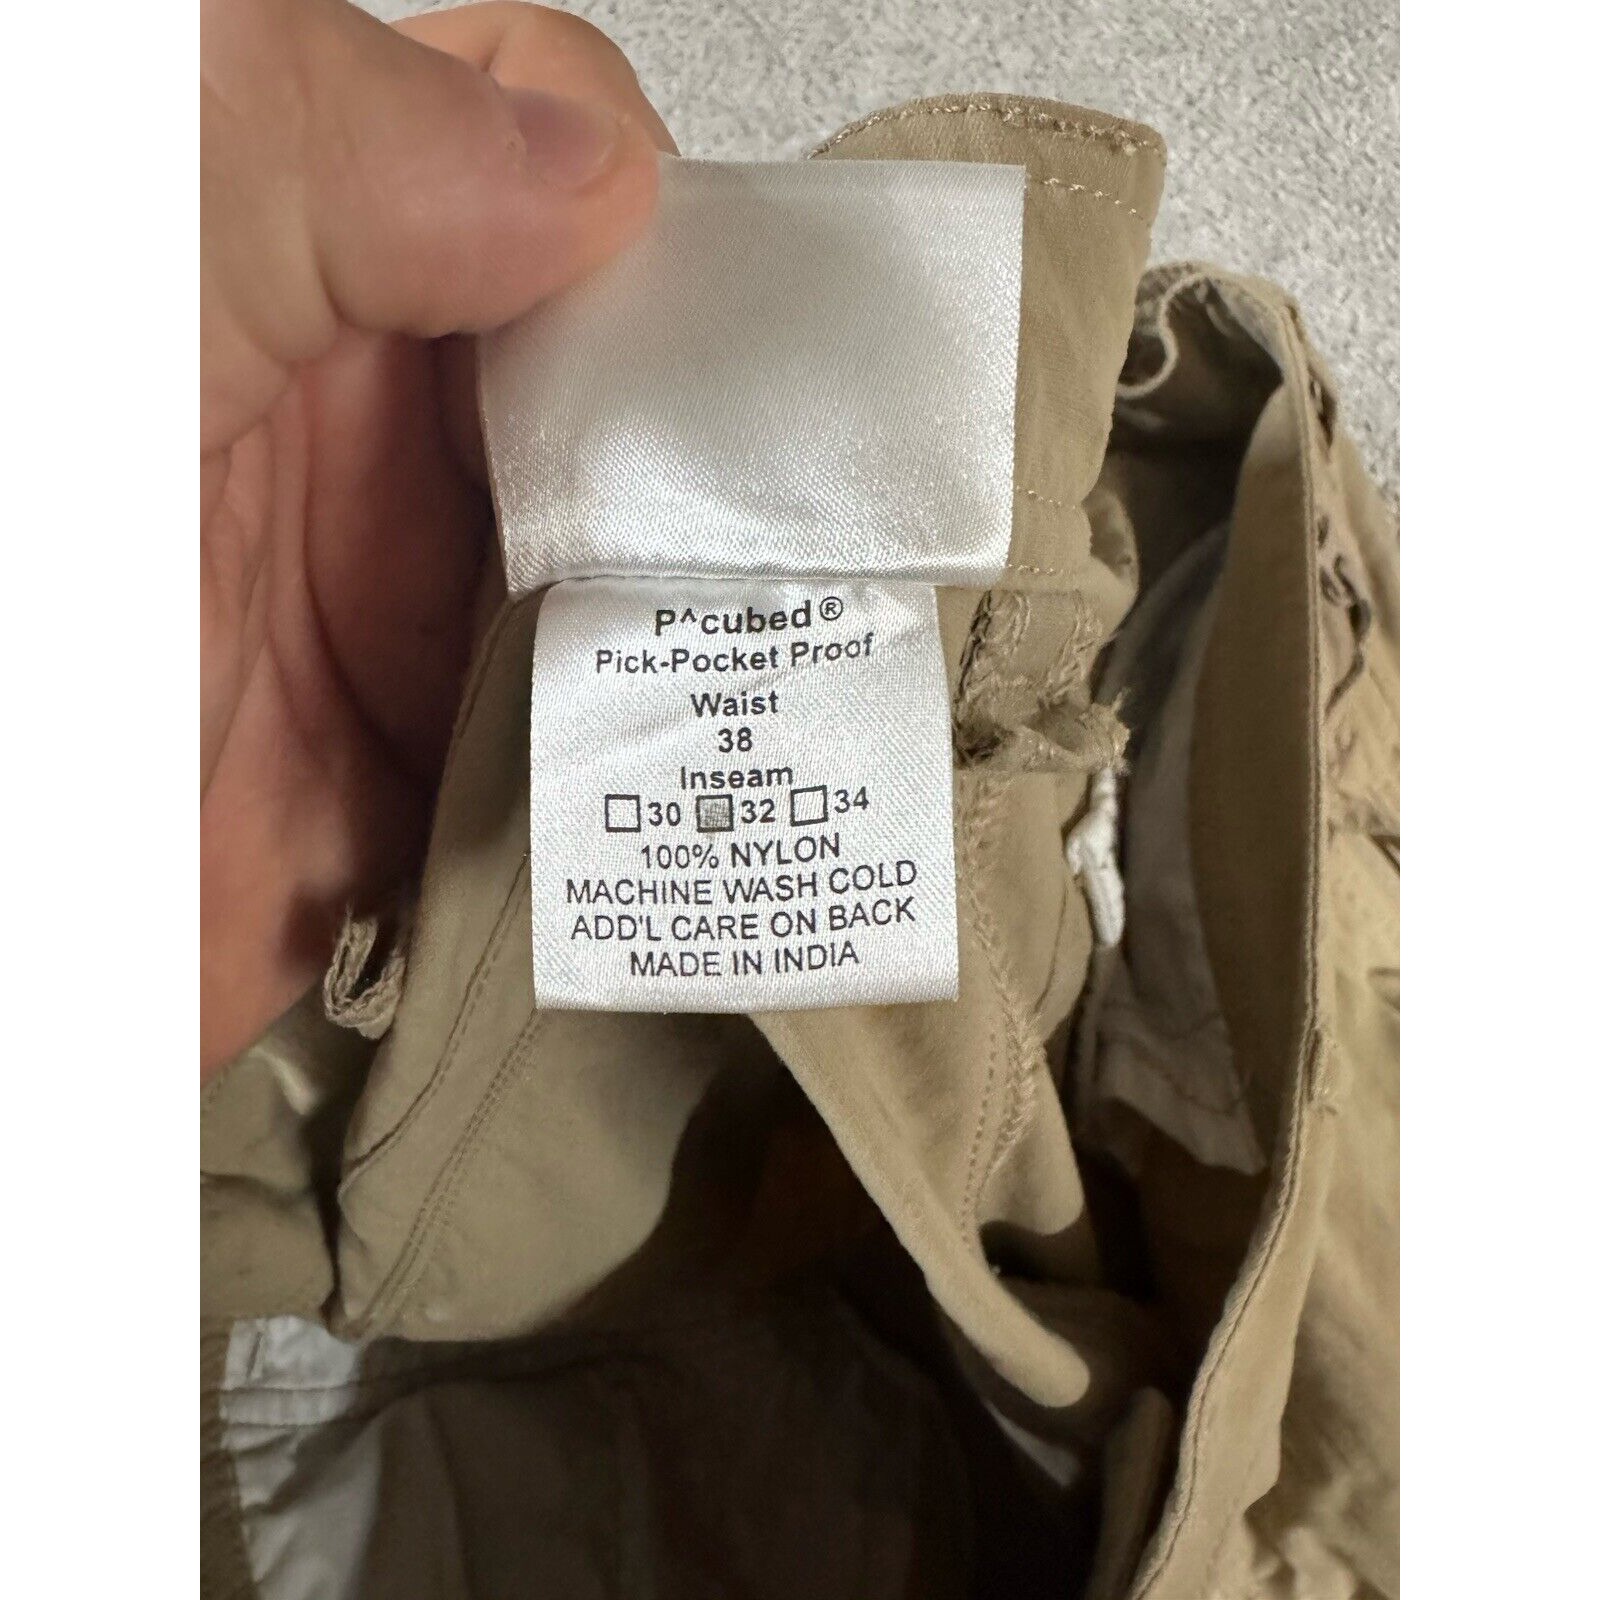 P^cubed®
Pick-Pocket Proof
Waist
38
Inseam
☐30 ■32 ☐34
100% NYLON
MACHINE WASH COLD
ADD'L CARE ON BACK
MADE IN INDIA